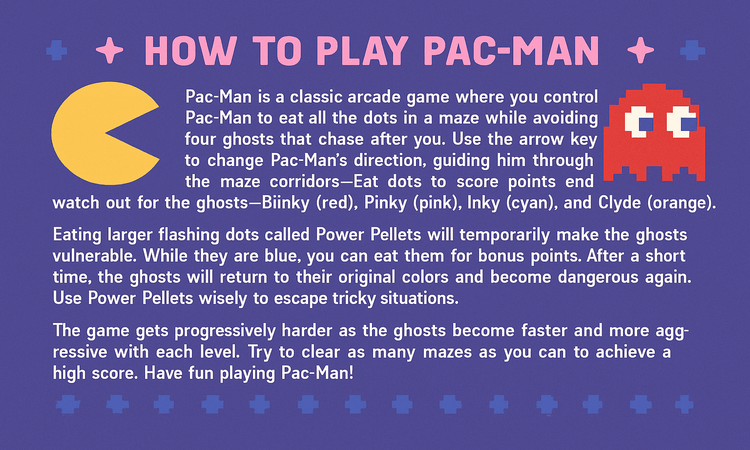 HOW TO PLAY PAC-MAN
Pac-Man is a classic arcade game where you control
Pac-Man to eat all the dots in a maze while avoiding
four ghosts that chase after you. Use the arrow key
to change Pac-Man's direction, guiding him through
the maze corridors—Eat dots to score points end
watch out for the ghosts—Biinky (red), Pinky (pink), Inky (cyan), and Clyde (orange).
Eating larger flashing dots called Power Pellets will temporarily make the ghosts
vulnerable. While they are blue, you can eat them for bonus points. After a short
time, the ghosts will return to their original colors and become dangerous again.
Use Power Pellets wisely to escape tricky situations.
The game gets progressively harder as the ghosts become faster and more agg-
ressive with each level. Try to clear as many mazes as you can to achieve a
high score. Have fun playing Pac-Man!